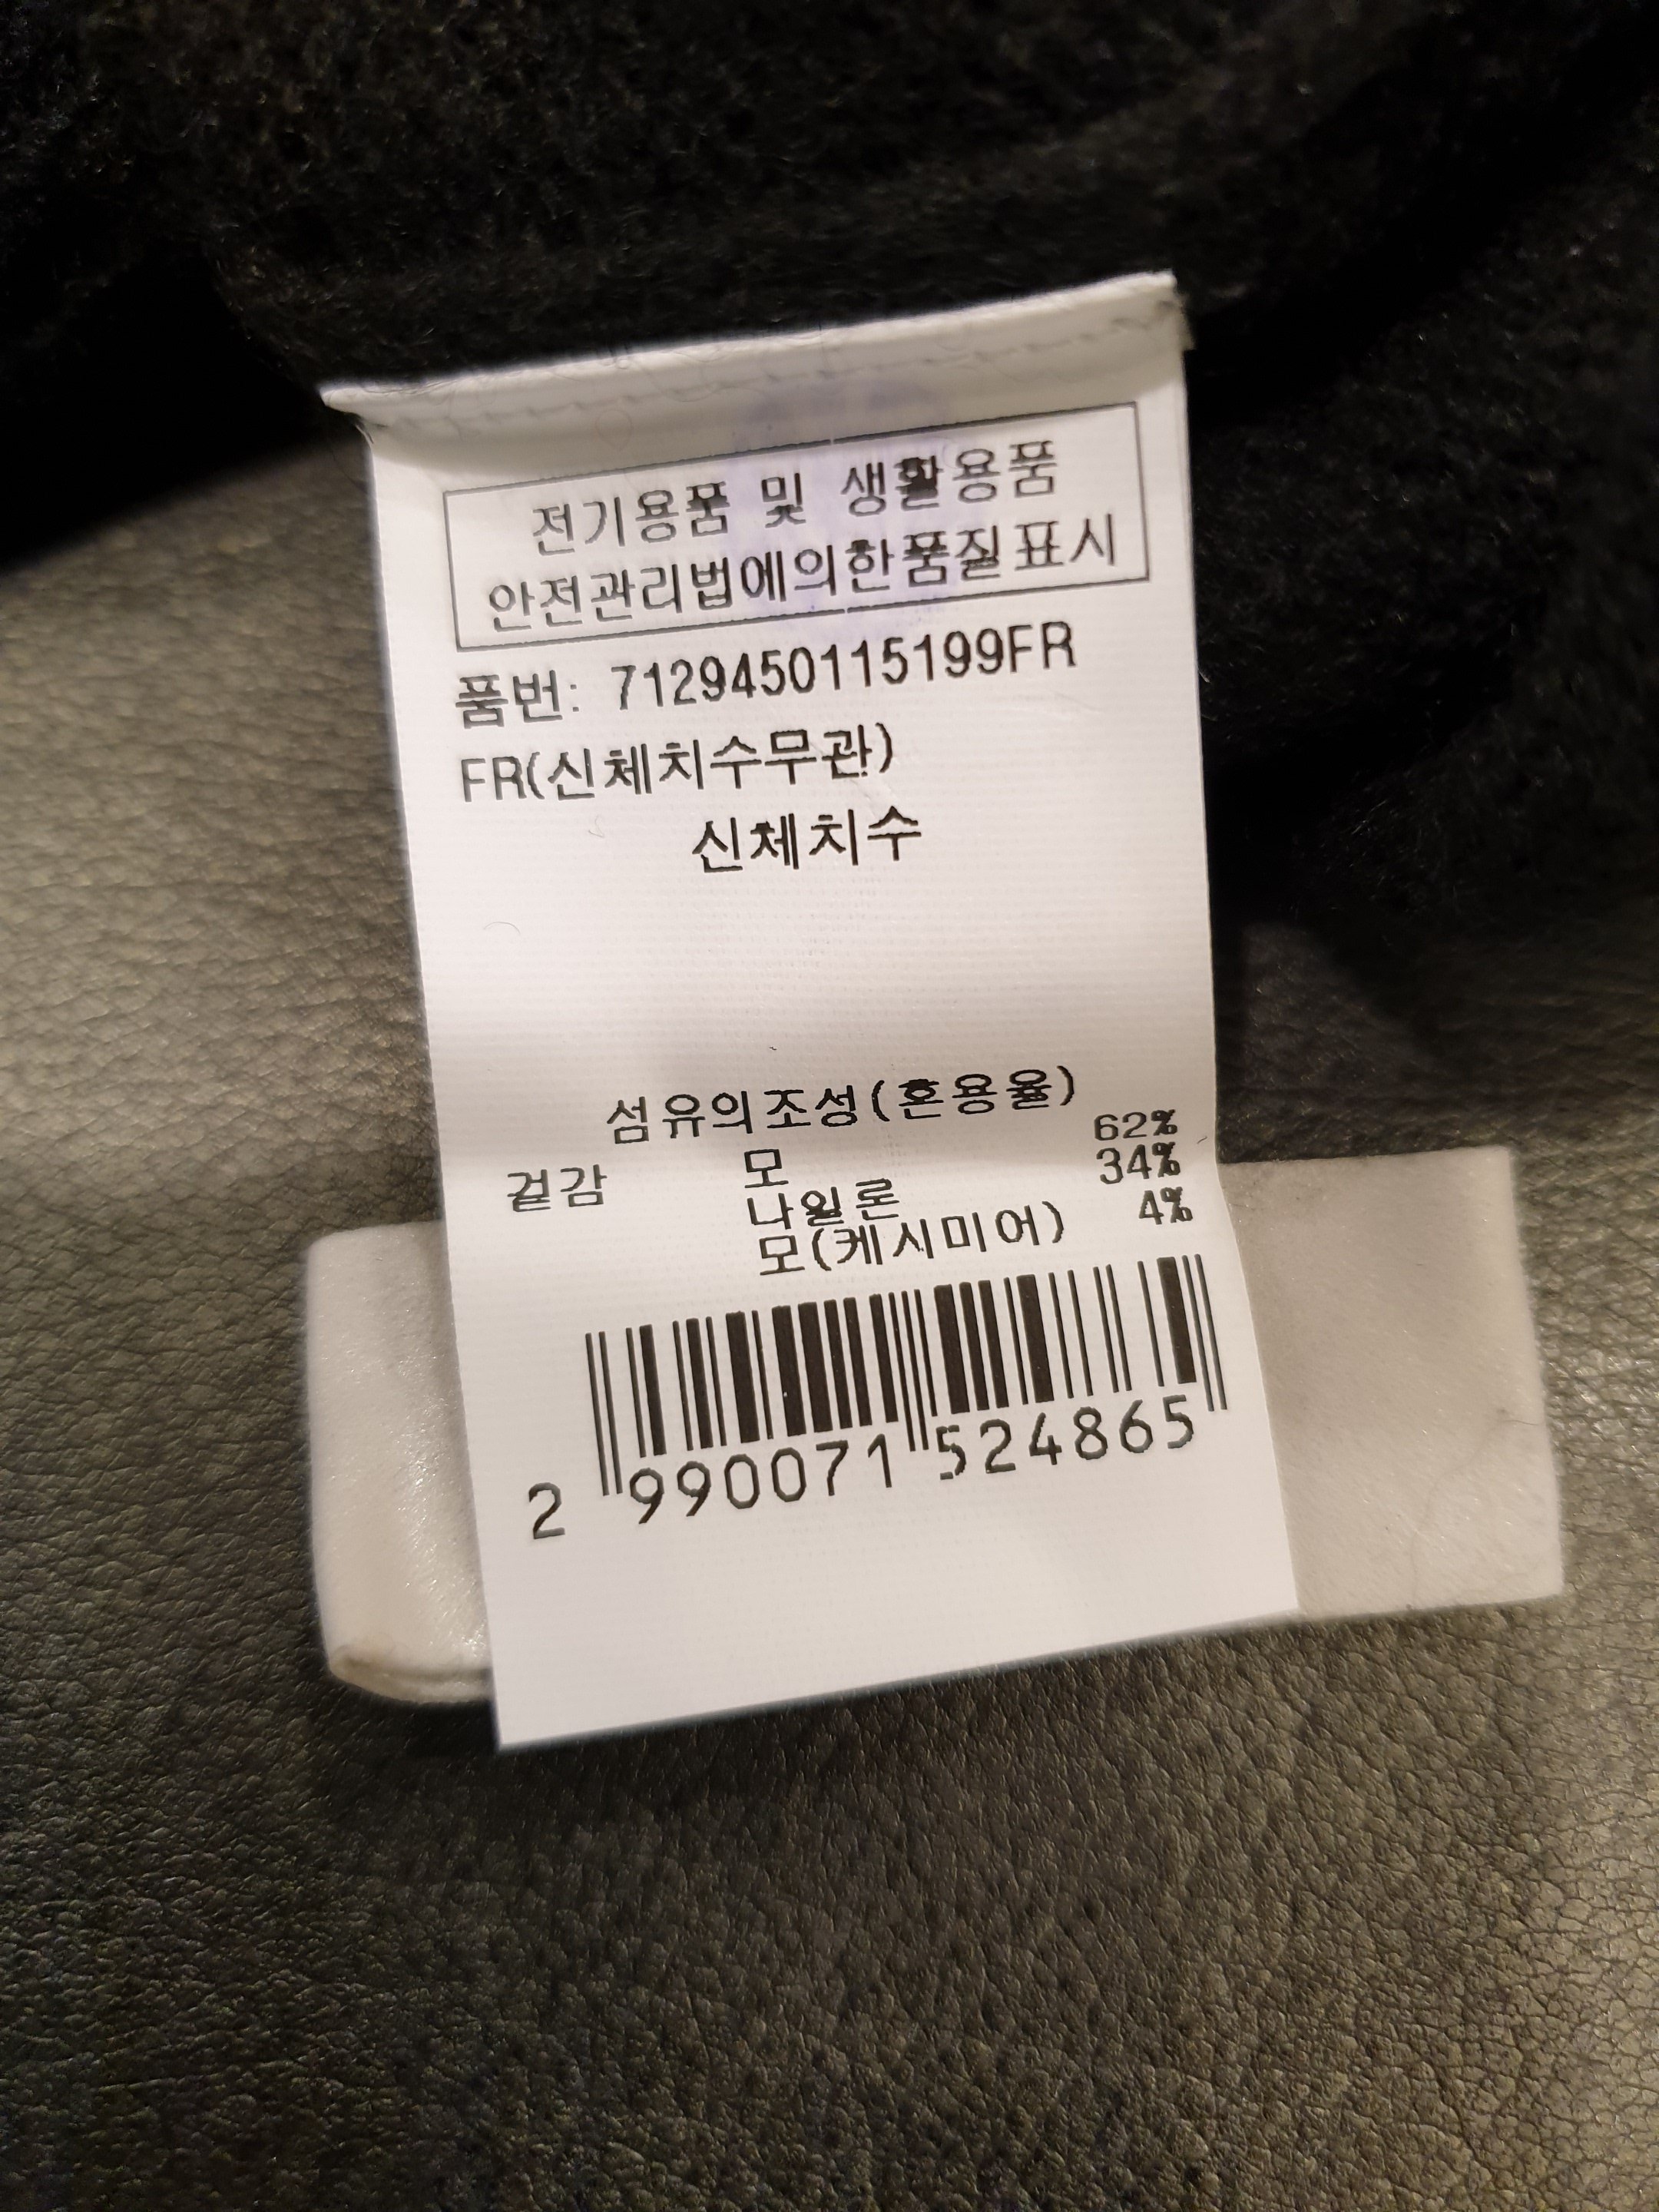 전기용품 및 생활용품
안전관리법에의한품질표시
품번: 7129450115199FR
FR(신체치수무관)
신체치수
섬유의조성(혼용율)
겉감 모 62%
나일론 34%
모(케시미어) 4%
2 990071 524865